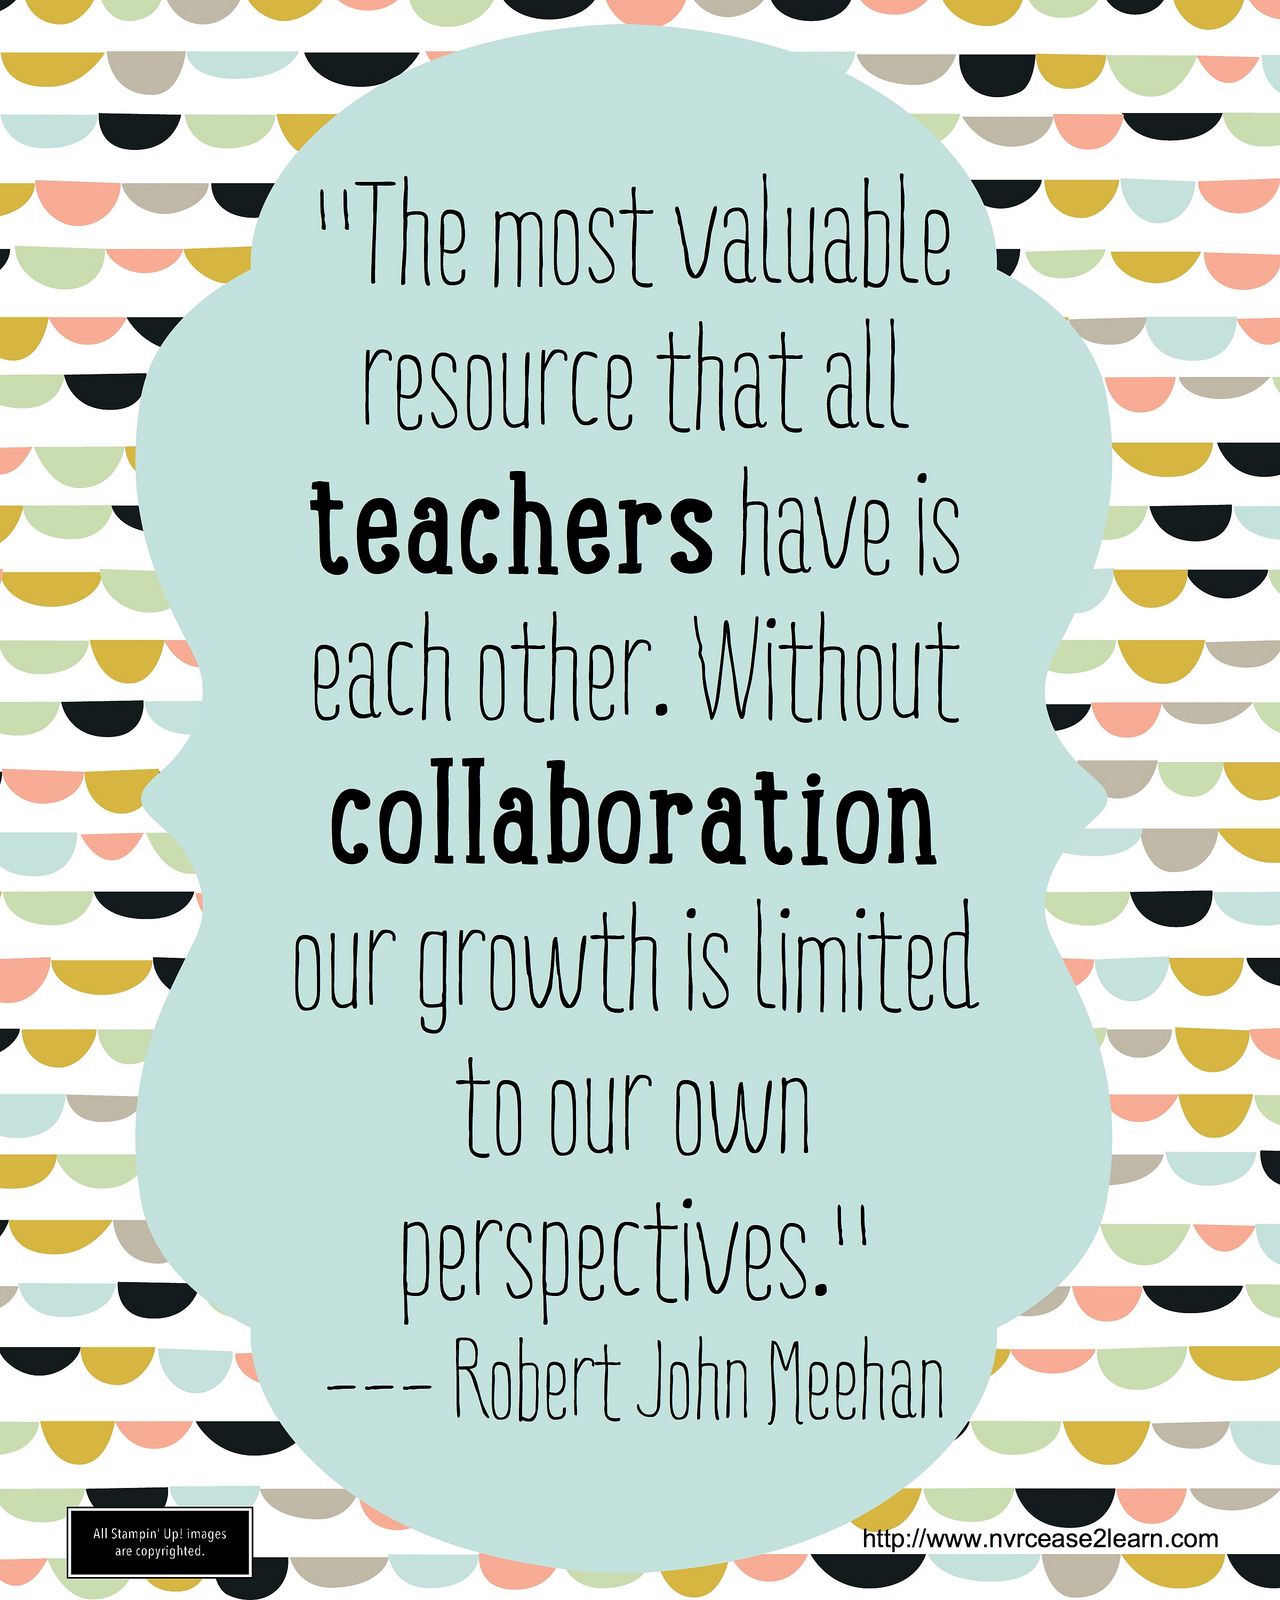 "The most valuable
resource that all
teachers have is
each other. Without
collaboration
our growth is limited
to our own
perspectives."
--- Robert John Meehan
All Stampin' Up! images
are copyrighted.
http://www.nvrcease2learn.com